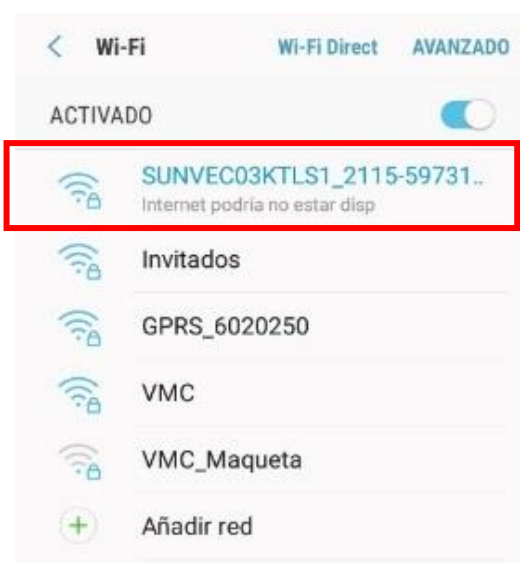 Wi-Fi Wi-Fi Direct AVANZADO
ACTIVADO
SUNVEC03KTLS1_2115-59731..
Internet podría no estar disp
Invitados
GPRS_6020250
VMC
VMC_Maqueta
Añadir red